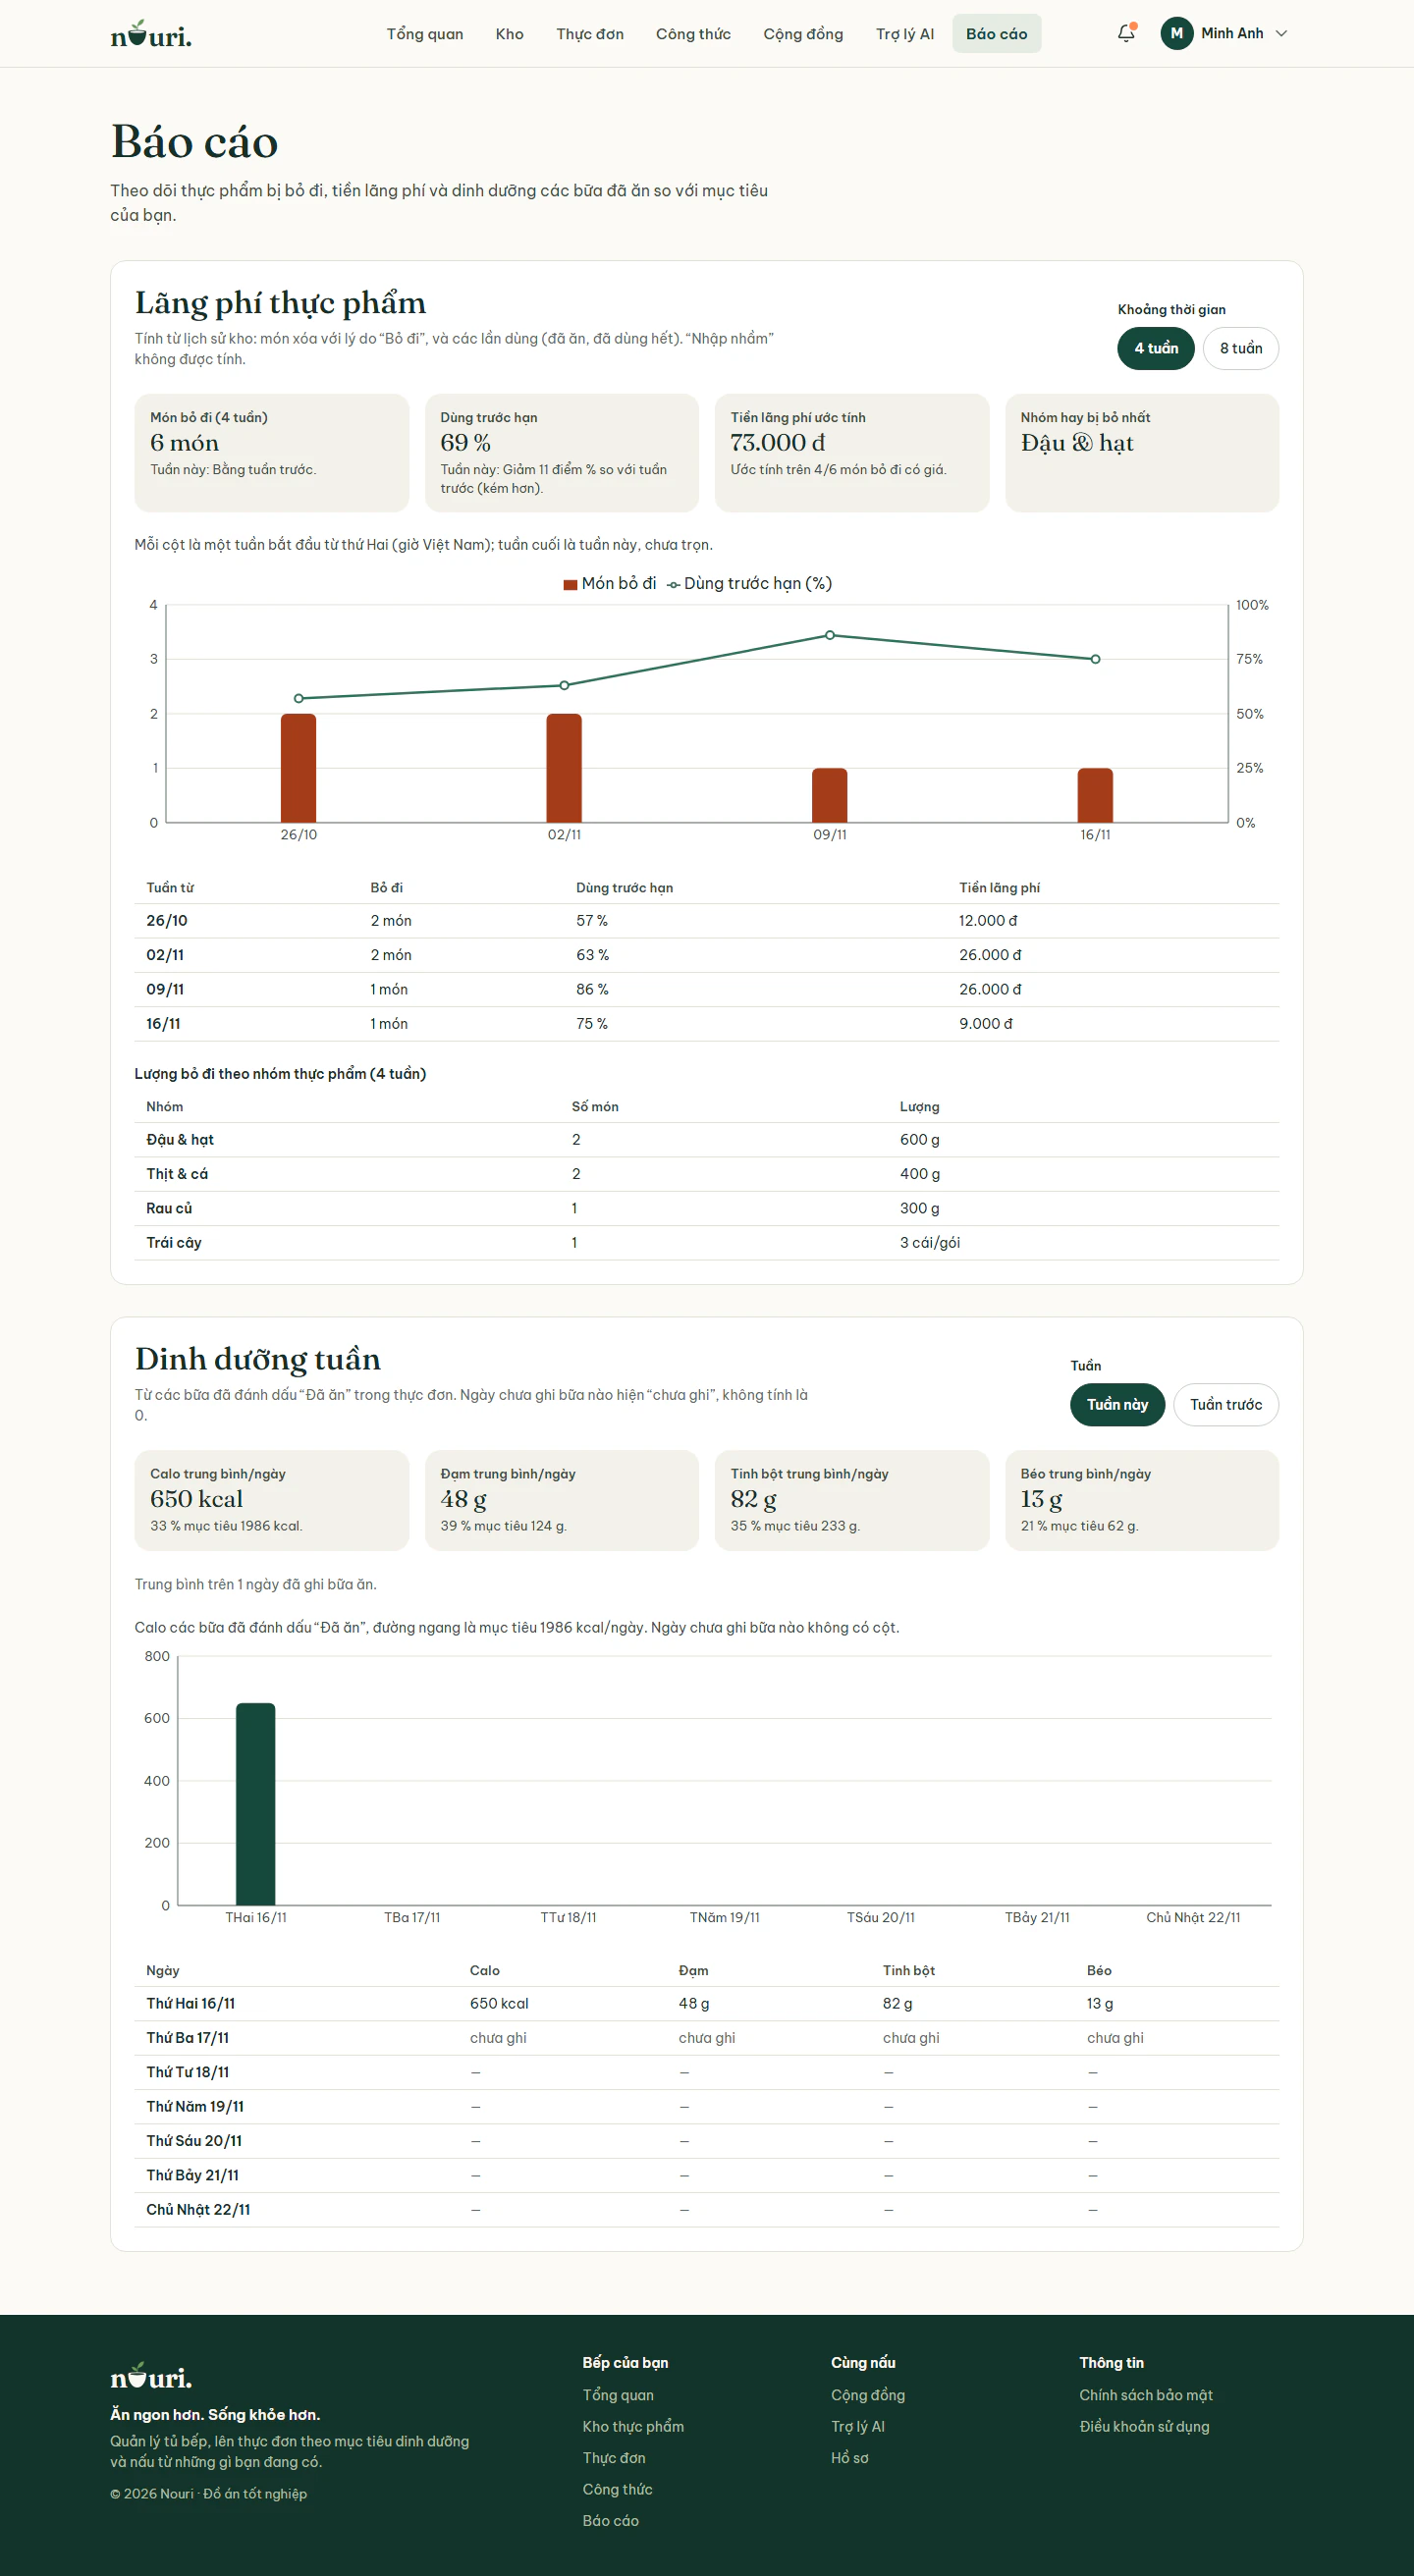 nouri.
Tổng quan
Kho
Thực đơn
Công thức
Cộng đồng
Trợ lý AI
Báo cáo
M
Minh Anh
Báo cáo
Theo dõi thực phẩm bị bỏ đi, tiền lãng phí và dinh dưỡng các bữa đã ăn so với mục tiêu
của bạn.
Lãng phí thực phẩm
Tính từ lịch sử kho: món xóa với lý do “Bỏ đi”, và các lần dùng (đã ăn, đã dùng hết). “Nhập nhầm”
không được tính.
Khoảng thời gian
4 tuần
8 tuần
Món bỏ đi (4 tuần)
6 món
Tuần này: Bằng tuần trước.
Dùng trước hạn
69 %
Tuần này: Giảm 11 điểm % so với tuần
trước (kém hơn).
Tiền lãng phí ước tính
73.000 đ
Ước tính trên 4/6 món bỏ đi có giá.
Nhóm hay bị bỏ nhất
Đậu & hạt
Mỗi cột là một tuần bắt đầu từ thứ Hai (giờ Việt Nam); tuần cuối là tuần này, chưa trọn.
Món bỏ đi
Dùng trước hạn (%)
4 100%
3 75%
2 50%
1 25%
0 0%
26/10 02/11 09/11 16/11
Tuần từ Bỏ đi Dùng trước hạn Tiền lãng phí
26/10 2 món 57 % 12.000 đ
02/11 2 món 63 % 26.000 đ
09/11 1 món 86 % 26.000 đ
16/11 1 món 75 % 9.000 đ
Lượng bỏ đi theo nhóm thực phẩm (4 tuần)
Nhóm Số món Lượng
Đậu & hạt 2 600 g
Thịt & cá 2 400 g
Rau củ 1 300 g
Trái cây 1 3 cái/gói
Dinh dưỡng tuần
Từ các bữa đã đánh dấu “Đã ăn” trong thực đơn. Ngày chưa ghi bữa nào hiện “chưa ghi”, không tính là
0.
Tuần
Tuần này
Tuần trước
Calo trung bình/ngày
650 kcal
33 % mục tiêu 1986 kcal.
Đạm trung bình/ngày
48 g
39 % mục tiêu 124 g.
Tinh bột trung bình/ngày
82 g
35 % mục tiêu 233 g.
Béo trung bình/ngày
13 g
21 % mục tiêu 62 g.
Trung bình trên 1 ngày đã ghi bữa ăn.
Calo các bữa đã đánh dấu “Đã ăn”, đường ngang là mục tiêu 1986 kcal/ngày. Ngày chưa ghi bữa nào không có cột.
800
600
400
200
0
THai 16/11 TBa 17/11 TTư 18/11 TNăm 19/11 TSáu 20/11 TBảy 21/11 Chủ Nhật 22/11
Ngày Calo Đạm Tinh bột Béo
Thứ Hai 16/11 650 kcal 48 g 82 g 13 g
Thứ Ba 17/11 chưa ghi chưa ghi chưa ghi chưa ghi
Thứ Tư 18/11 — — — —
Thứ Năm 19/11 — — — —
Thứ Sáu 20/11 — — — —
Thứ Bảy 21/11 — — — —
Chủ Nhật 22/11 — — — —
nouri.
Ăn ngon hơn. Sống khỏe hơn.
Quản lý tủ bếp, lên thực đơn theo mục tiêu dinh dưỡng
và nấu từ những gì bạn đang có.
© 2026 Nouri · Đồ án tốt nghiệp
Bếp của bạn
Tổng quan
Kho thực phẩm
Thực đơn
Công thức
Báo cáo
Cùng nấu
Cộng đồng
Trợ lý AI
Hồ sơ
Thông tin
Chính sách bảo mật
Điều khoản sử dụng